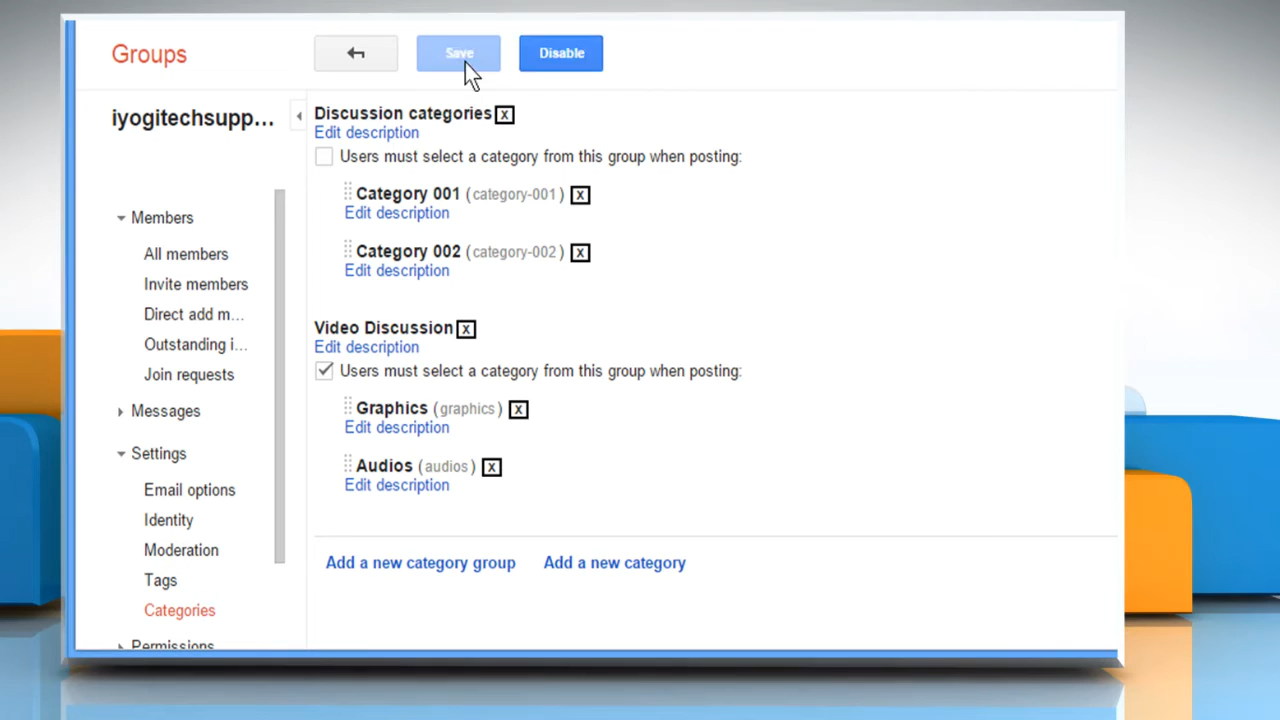 Groups
Save
Disable
iyogitechsupp...
Members
All members
Invite members
Direct add m...
Outstanding i...
Join requests
Messages
Settings
Email options
Identity
Moderation
Tags
Categories
Permissions
Discussion categories X
Edit description
Users must select a category from this group when posting:
Category 001 (category-001) X
Edit description
Category 002 (category-002) X
Edit description
Video Discussion X
Edit description
Users must select a category from this group when posting:
Graphics (graphics) X
Edit description
Audios (audios) X
Edit description
Add a new category group Add a new category